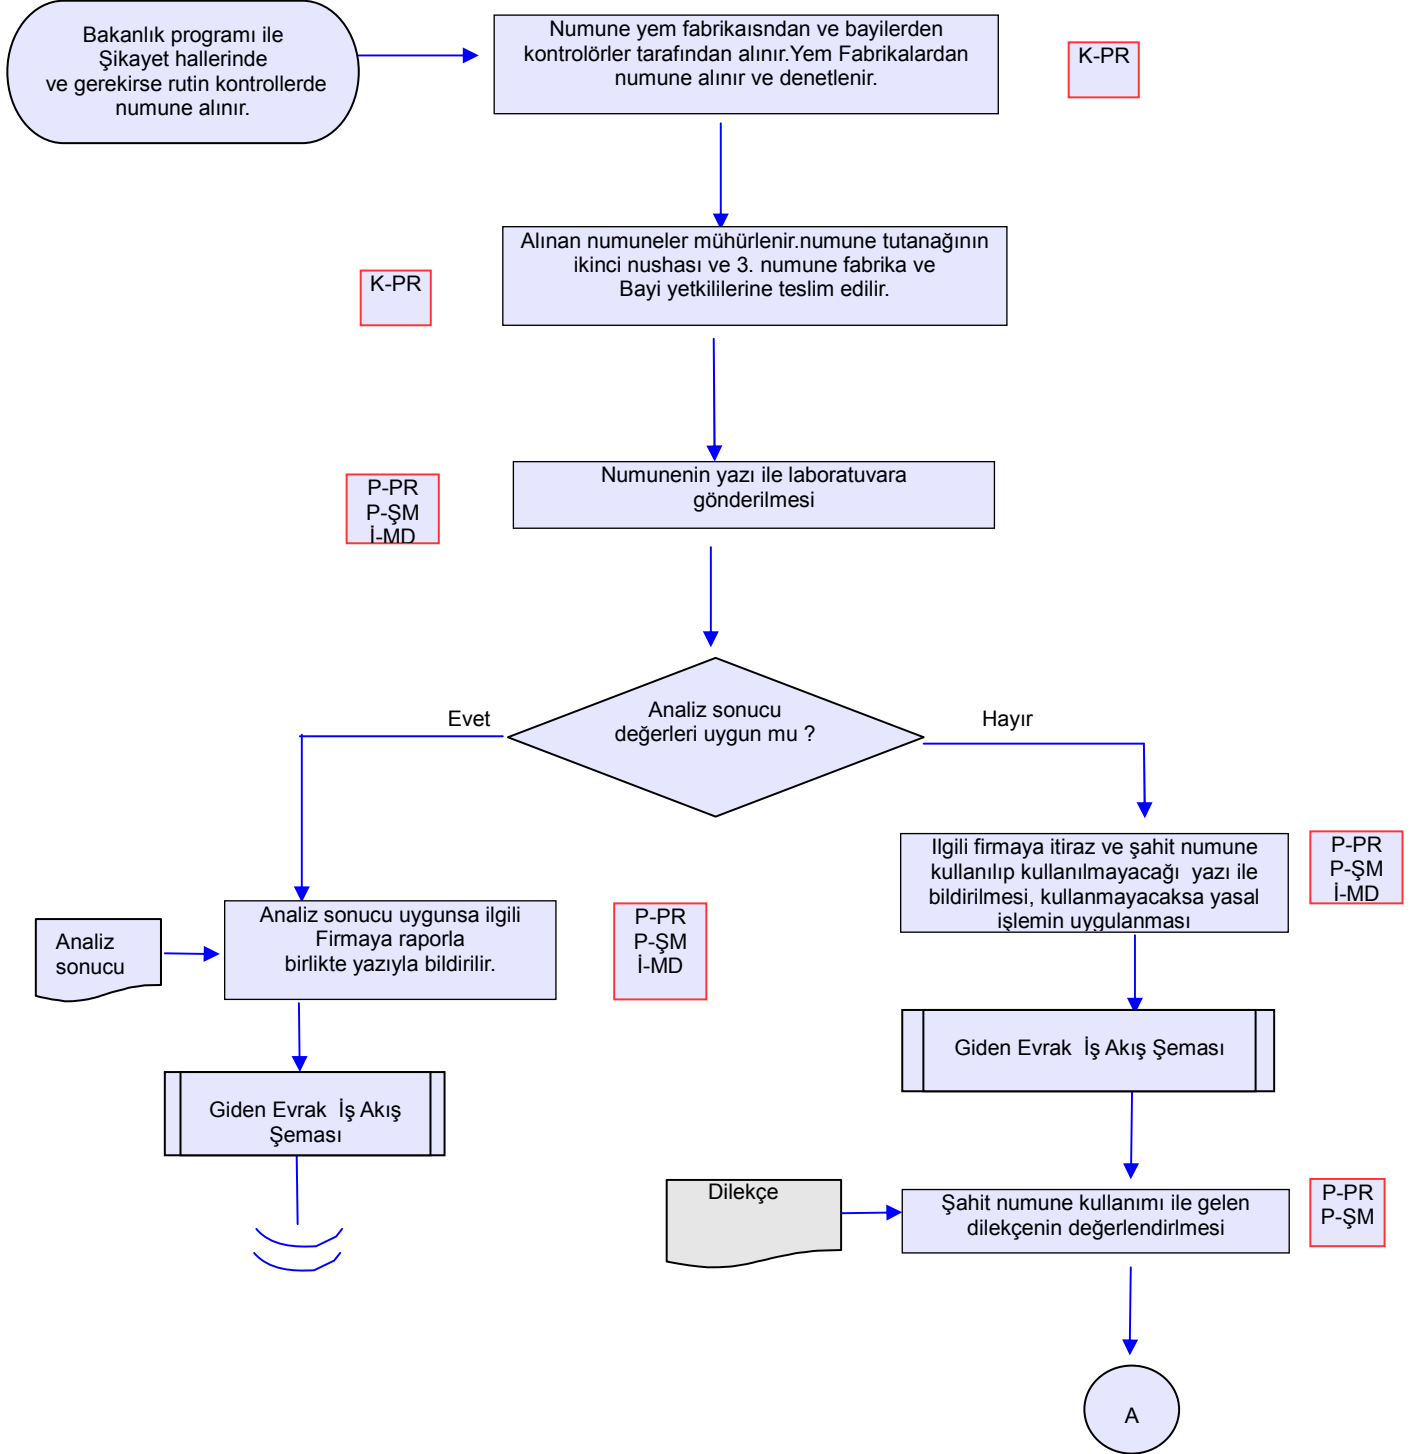 Bakanlık programı ile
Şikayet hallerinde
ve gerekirse rutin kontrollerde
numune alınır.
Numune yem fabrikaısndan ve bayilerden
kontrolörler tarafından alınır.Yem Fabrikalardan
numune alınır ve denetlenir.
K-PR
Alınan numuneler mühürlenir.numune tutanağının
ikinci nushası ve 3. numune fabrika ve
Bayi yetkililerine teslim edilir.
K-PR
Numunenin yazı ile laboratuvara
gönderilmesi
P-PR
P-ŞM
İ-MD
Analiz sonucu
değerleri uygun mu ?
Evet
Hayır
Ilgili firmaya itiraz ve şahit numune
kullanılıp kullanılmayacağı  yazı ile
bildirilmesi, kullanmayacaksa yasal
işlemin uygulanması
P-PR
P-ŞM
İ-MD
Analiz
sonucu
Analiz sonucu uygunsa ilgili
Firmaya raporla
birlikte yazıyla bildirilir.
P-PR
P-ŞM
İ-MD
Giden Evrak  İş Akış Şeması
Giden Evrak  İş Akış
Şeması
Dilekçe
Şahit numune kullanımı ile gelen
dilekçenin değerlendirlmesi
P-PR
P-ŞM
A